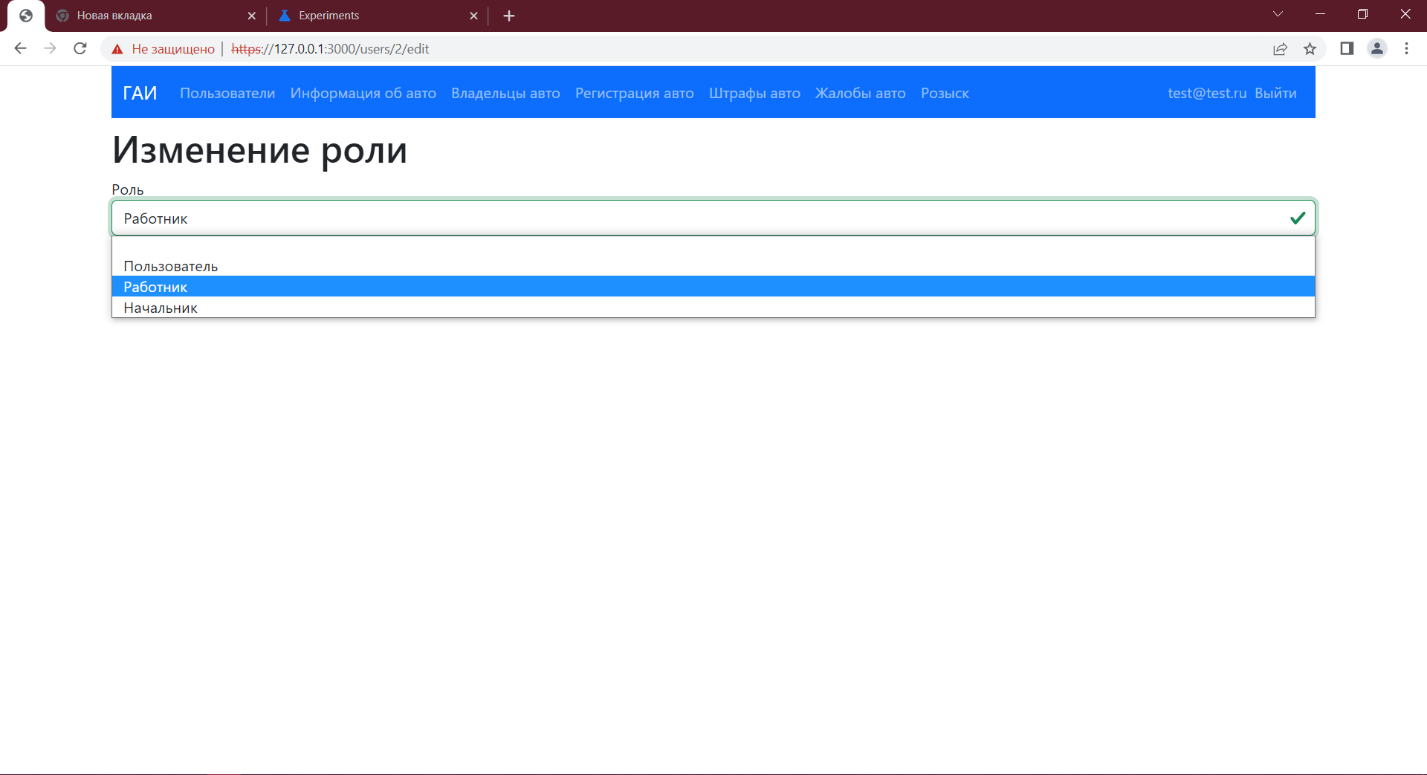 Новая вкладка
Experiments
Не защищено https://127.0.0.1:3000/users/2/edit
ГАИ Пользователи Информация об авто Владельцы авто Регистрация авто Штрафы авто Жалобы авто Розыск test@test.ru Выйти
Изменение роли
Роль
Работник
Пользователь
Работник
Начальник